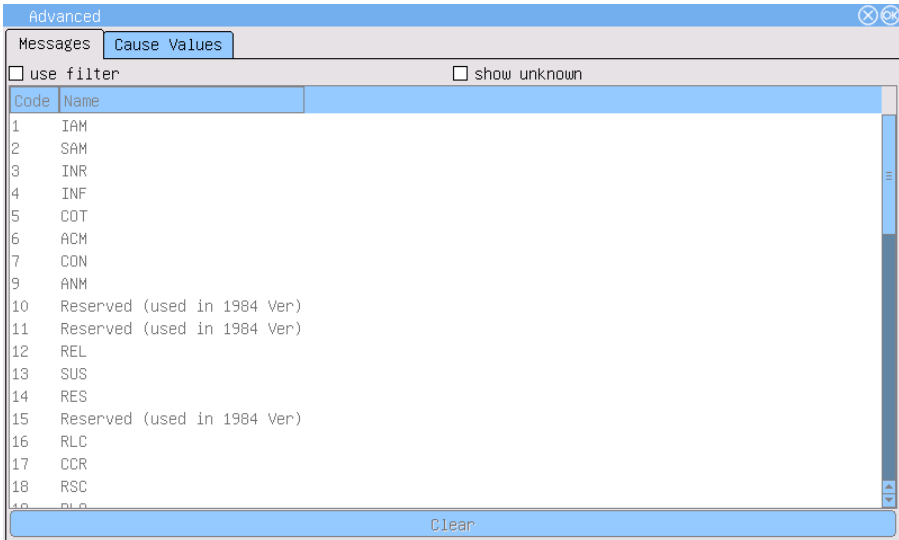 Advanced OK
Messages Cause Values
use filter show unknown
Code Name
1 IAM
2 SAM
3 INR
4 INF
5 COT
6 ACM
7 CON
9 ANM
10 Reserved (used in 1984 Ver)
11 Reserved (used in 1984 Ver)
12 REL
13 SUS
14 RES
15 Reserved (used in 1984 Ver)
16 RLC
17 CCR
18 RSC
Clear